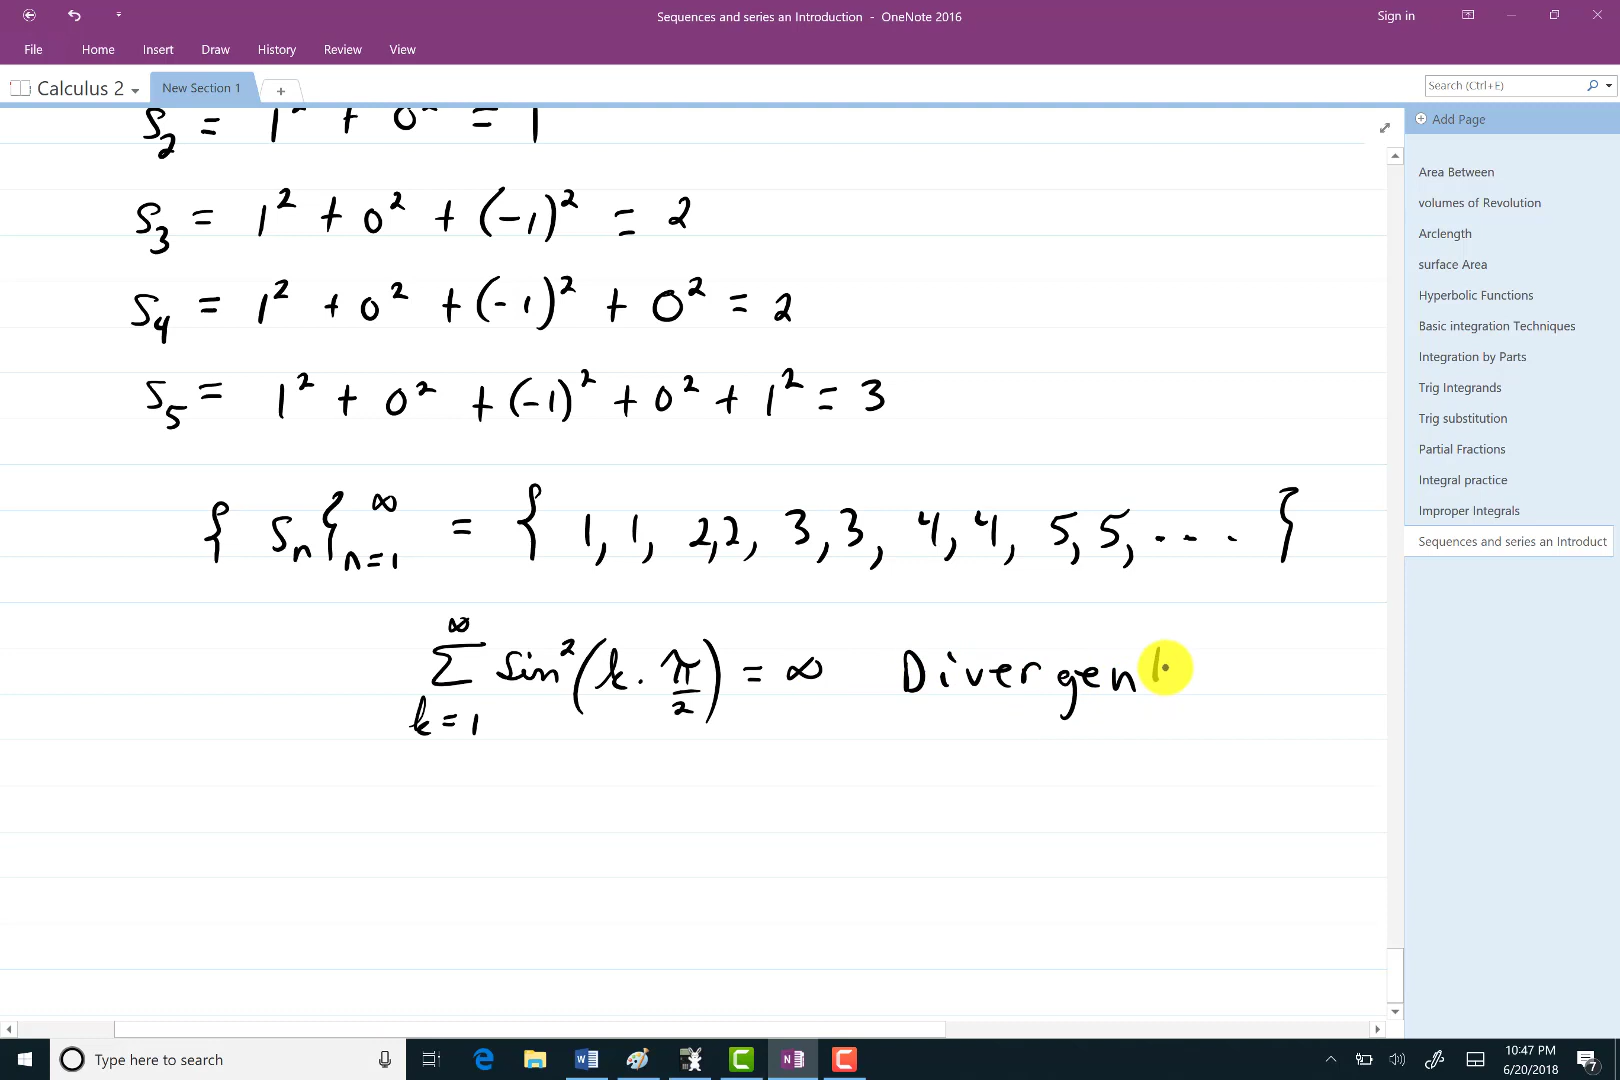 Sequences and series an Introduction - OneNote 2016
Sign in
File Home Insert Draw History Review View
Calculus 2
New Section 1
Search (Ctrl+E)
Add Page
S₂ = 1² + 0² = 1
S₃ = 1² + 0² + (-1)² = 2
S₄ = 1² + 0² + (-1)² + 0² = 2
S₅ = 1² + 0² + (-1)² + 0² + 1² = 3
{ Sₙ }ₙ₌₁^∞ = { 1, 1, 2, 2, 3, 3, 4, 4, 5, 5, .... }
∑_{k=1}^∞ Sin² (k · π/2) = ∞ Divergen
Area Between
volumes of Revolution
Arclength
surface Area
Hyperbolic Functions
Basic integration Techniques
Integration by Parts
Trig Integrands
Trig substitution
Partial Fractions
Integral practice
Improper Integrals
Sequences and series an Introduct
Type here to search
10:47 PM
6/20/2018
7